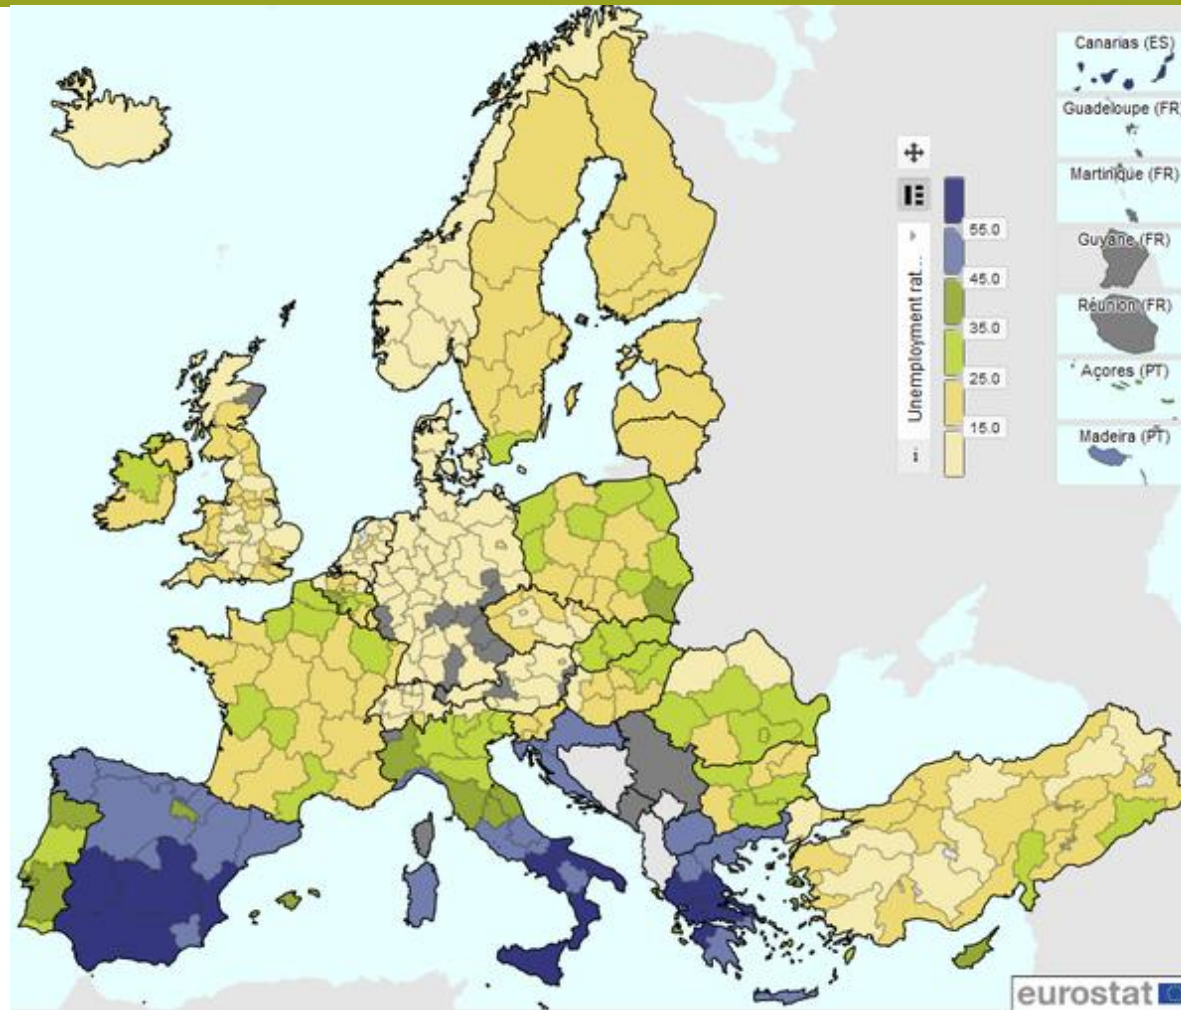 Canarias (ES)
Guadeloupe (FR)
Martinique (FR)
Guyane (FR)
Réunion (FR)
Açores (PT)
Madeira (PT)
Unemployment rat...
i
55.0
45.0
35.0
25.0
15.0
eurostat